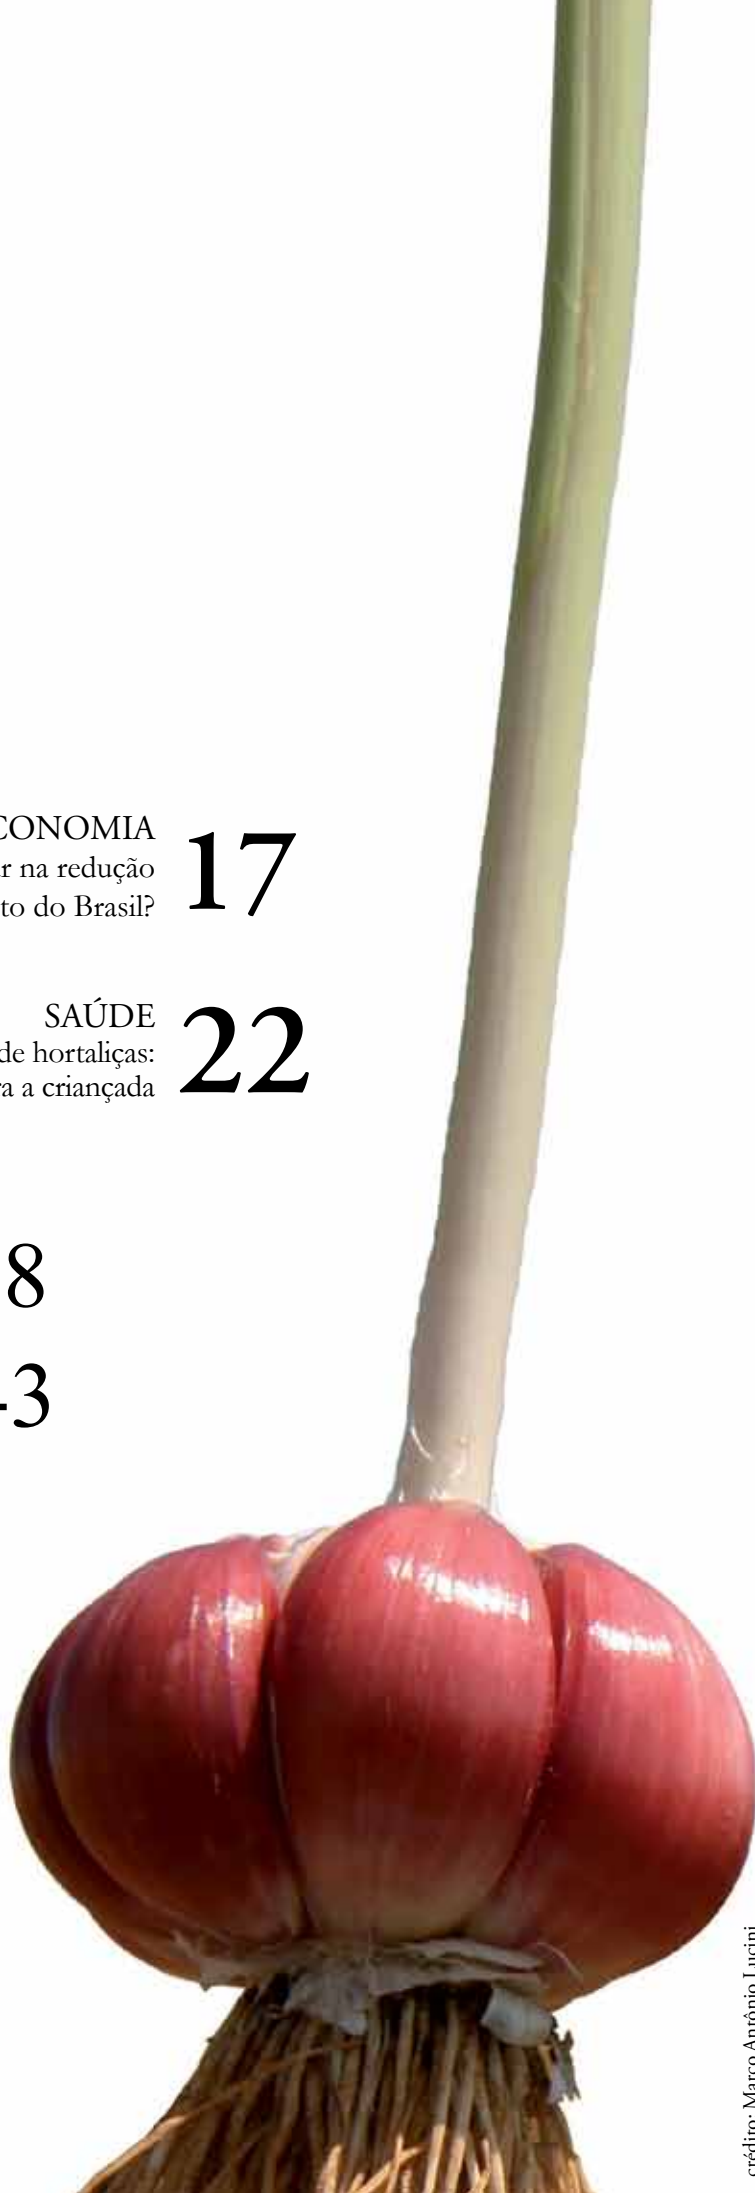 CONOMIA
r na redução
to do Brasil?
17
SAÚDE
de hortaliças:
a a criançada
22
8
3
crédito: Marco Antônio Lucini